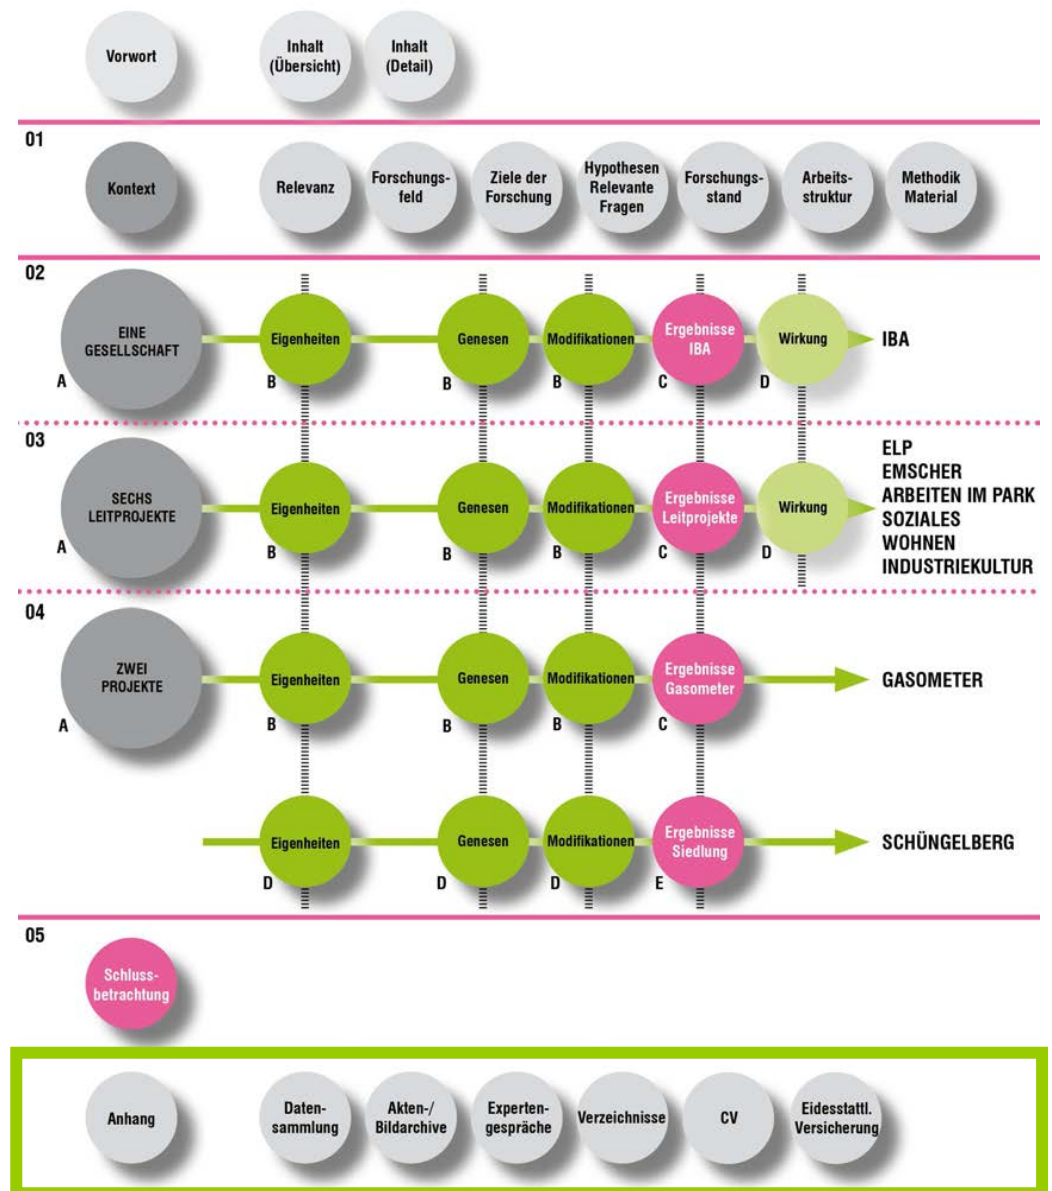 Vorwort
Inhalt
(Übersicht)
Inhalt
(Detail)
01
Kontext
Relevanz
Forschungs-
feld
Ziele der
Forschung
Hypothesen
Relevante
Fragen
Forschungs-
stand
Arbeits-
struktur
Methodik
Material
02
EINE
GESELLSCHAFT
A
Eigenheiten
B
Genesen
B
Modifikationen
B
Ergebnisse
IBA
C
Wirkung
D
IBA
03
SECHS
LEITPROJEKTE
A
Eigenheiten
B
Genesen
B
Modifikationen
B
Ergebnisse
Leitprojekte
C
Wirkung
D
ELP
EMSCHER
ARBEITEN IM PARK
SOZIALES
WOHNEN
INDUSTRIEKULTUR
04
ZWEI
PROJEKTE
A
Eigenheiten
B
Genesen
B
Modifikationen
B
Ergebnisse
Gasometer
C
GASOMETER
Eigenheiten
D
Genesen
D
Modifikationen
D
Ergebnisse
Siedlung
E
SCHÜNGELBERG
05
Schluss-
betrachtung
Anhang
Daten-
sammlung
Akten-/
Bildarchive
Experten-
gespräche
Verzeichnisse
CV
Eidesstattl.
Versicherung